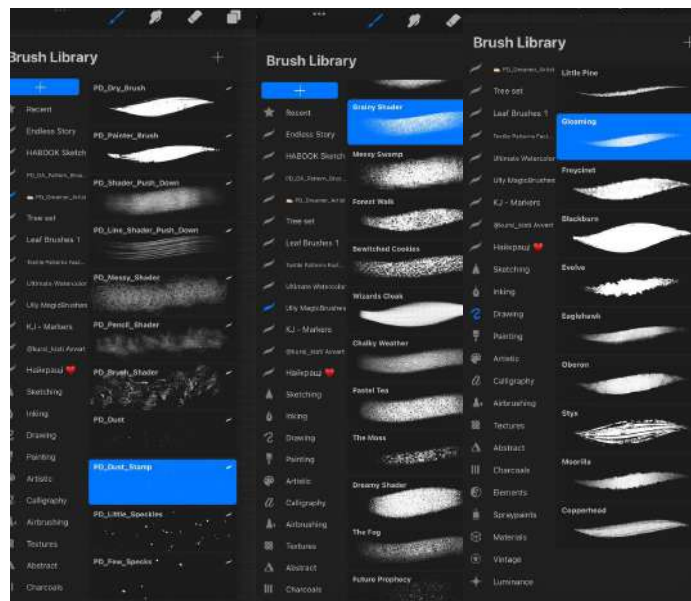 Brush Library
Recent
Endless Story
HABOOK Sketch
Tree set
Leaf Brushes 1
Ultimate Watercolor
Ully MagicBrushes
KJ - Markers
Найкращі ❤️
Sketching
Inking
Drawing
Painting
Artistic
Calligraphy
Airbrushing
Textures
Abstract
Charcoals
PD_Dry_Brush
PD_Painter_Brush
PD_Shader_Push_Down
PD_Line_Shader_Push_Down
PD_Messy_Shader
PD_Pencil_Shader
PD_Brush_Shader
PD_Dust
PD_Dust_Stamp
PD_Little_Speckles
PD_Few_Specks
Brush Library
Recent
Endless Story
HABOOK Sketch
Tree set
Leaf Brushes 1
Ultimate Watercolor
Ully MagicBrushes
KJ - Markers
Найкращі ❤️
Sketching
Inking
Drawing
Painting
Artistic
Calligraphy
Airbrushing
Textures
Abstract
Charcoals
Grainy Shader
Messy Swamp
Forest Walk
Bewitched Cookies
Wizards Cloak
Chalky Weather
Pastel Tea
The Moss
Dreamy Shader
The Fog
Future Prophecy
Brush Library
PD_Dreamer_Artist
Tree set
Leaf Brushes 1
Ultimate Watercolor
Ully MagicBrushes
KJ - Markers
Найкращі ❤️
Sketching
Inking
Drawing
Painting
Artistic
Calligraphy
Airbrushing
Textures
Abstract
Charcoals
Elements
Spraypaints
Materials
Vintage
Luminance
Little Pine
Gloaming
Freycinet
Blackburn
Evolve
Eaglehawk
Oberon
Styx
Moorilla
Copperhead